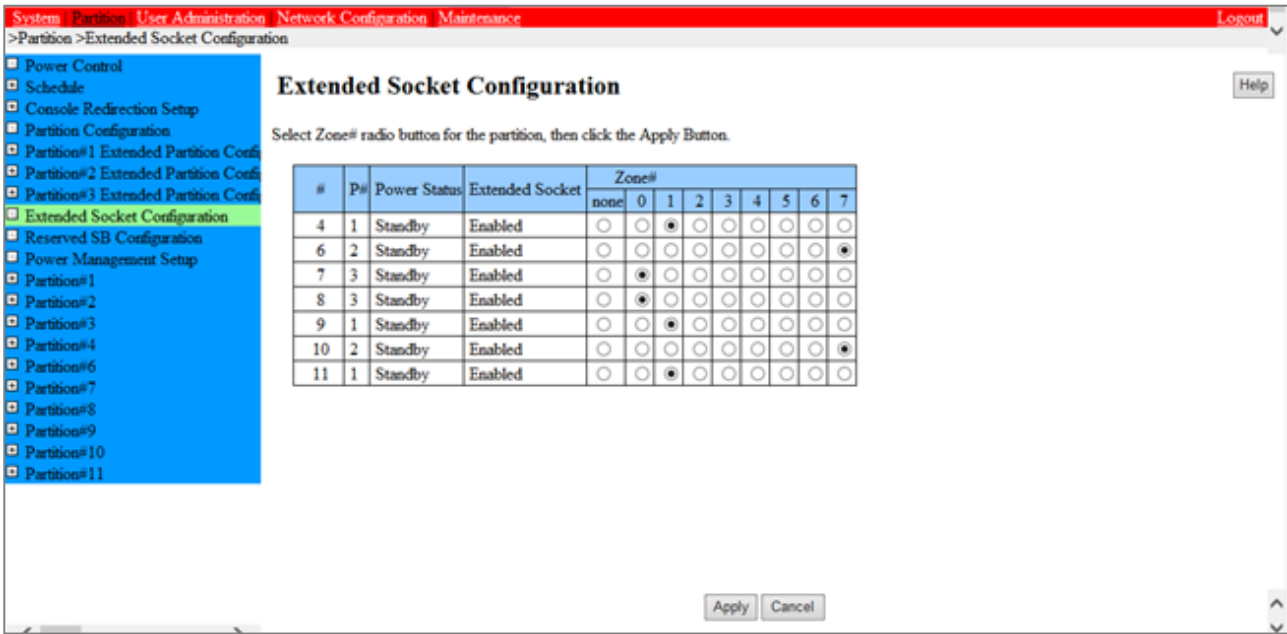 System | Partition | User Administration | Network Configuration | Maintenance Logout
>Partition >Extended Socket Configuration
Power Control
Schedule
Console Redirection Setup
Partition Configuration
Partition#1 Extended Partition Confi
Partition#2 Extended Partition Confi
Partition#3 Extended Partition Confi
Extended Socket Configuration
Reserved SB Configuration
Power Management Setup
Partition#1
Partition#2
Partition#3
Partition#4
Partition#6
Partition#7
Partition#8
Partition#9
Partition#10
Partition#11
Extended Socket Configuration
Help
Select Zone# radio button for the partition, then click the Apply Button.
# P# Power Status Extended Socket Zone#
none 0 1 2 3 4 5 6 7
4 1 Standby Enabled
6 2 Standby Enabled
7 3 Standby Enabled
8 3 Standby Enabled
9 1 Standby Enabled
10 2 Standby Enabled
11 1 Standby Enabled
Apply Cancel